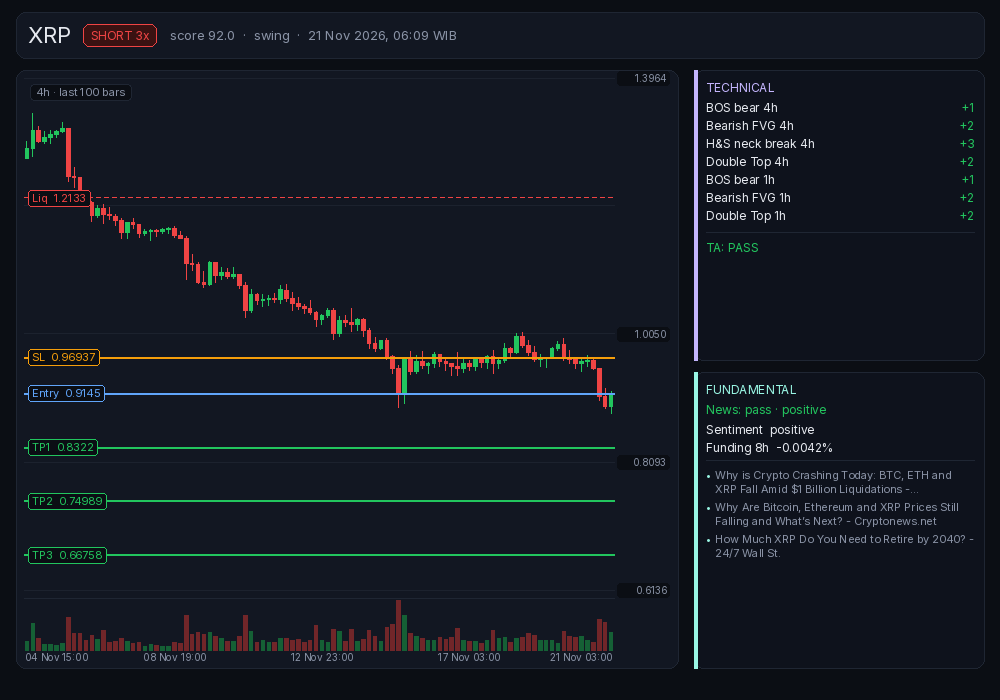 XRP SHORT 3x score 92.0 · swing · 21 Nov 2026, 06:09 WIB
4h · last 100 bars
1.3964
Liq 1.2133
1.0050
SL 0.96937
Entry 0.9145
TP1 0.8322
0.8093
TP2 0.74989
TP3 0.66758
0.6136
04 Nov 15:00 08 Nov 19:00 12 Nov 23:00 17 Nov 03:00 21 Nov 03:00
TECHNICAL
BOS bear 4h +1
Bearish FVG 4h +2
H&S neck break 4h +3
Double Top 4h +2
BOS bear 1h +1
Bearish FVG 1h +2
Double Top 1h +2
TA: PASS
FUNDAMENTAL
News: pass · positive
Sentiment positive
Funding 8h -0.0042%
• Why is Crypto Crashing Today: BTC, ETH and
XRP Fall Amid $1 Billion Liquidations -...
• Why Are Bitcoin, Ethereum and XRP Prices Still
Falling and What's Next? - Cryptonews.net
• How Much XRP Do You Need to Retire by 2040? -
24/7 Wall St.